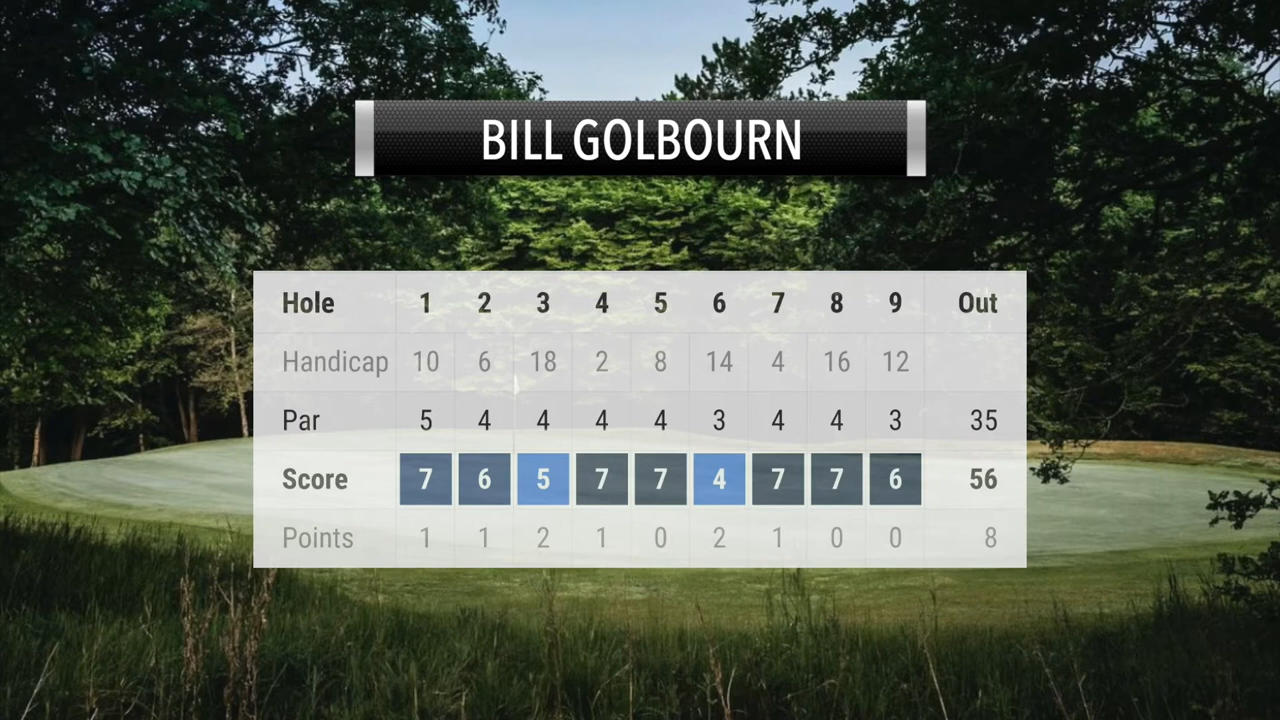 BILL GOLBOURN
Hole 1 2 3 4 5 6 7 8 9 Out
Handicap 10 6 18 2 8 14 4 16 12
Par 5 4 4 4 4 3 4 4 3 35
Score 7 6 5 7 7 4 7 7 6 56
Points 1 1 2 1 0 2 1 0 0 8